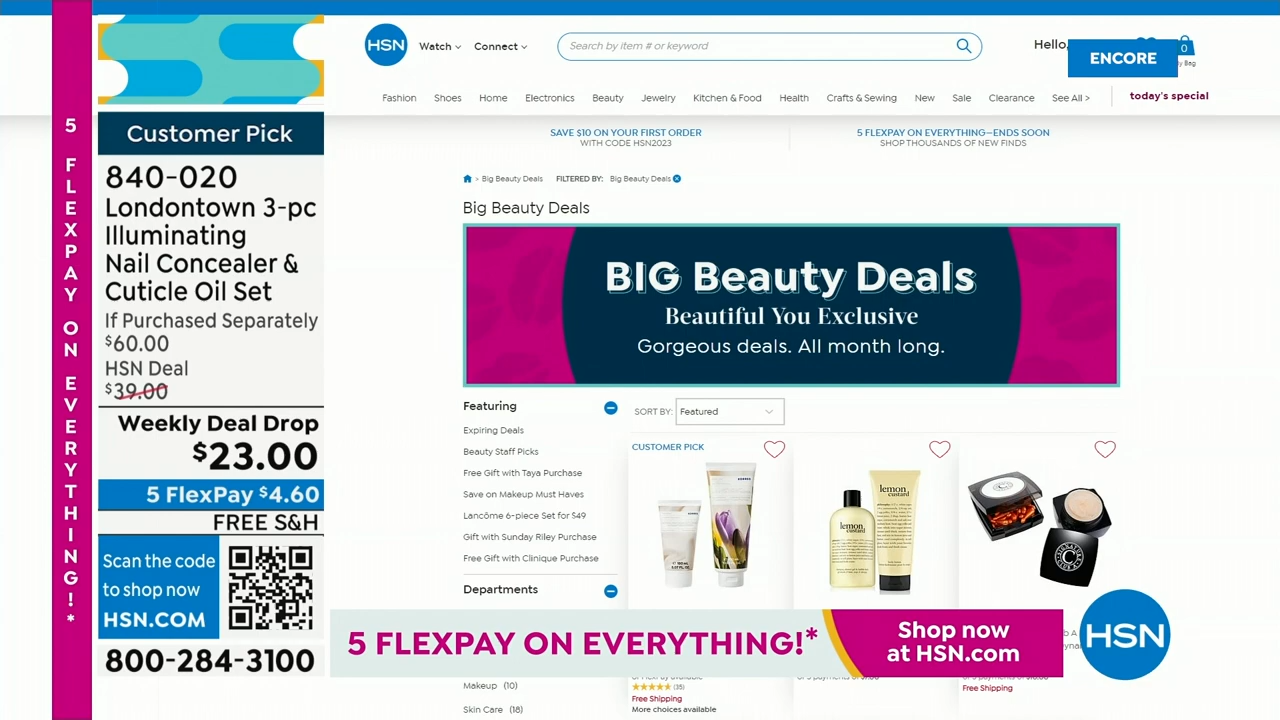 5 FLEXPAY ON EVERYTHING!*
Customer Pick
840-020
Londontown 3-pc
Illuminating
Nail Concealer &
Cuticle Oil Set
If Purchased Separately
$60.00
HSN Deal
$39.00
Weekly Deal Drop
$23.00
5 FlexPay $4.60
FREE S&H
Scan the code
to shop now
HSN.COM
800-284-3100
HSN
Watch
Connect
Search by item # or keyword
Hello,
ENCORE
0
Bag
Fashion Shoes Home Electronics Beauty Jewelry Kitchen & Food Health Crafts & Sewing New Sale Clearance See All > today's special
SAVE $10 ON YOUR FIRST ORDER
WITH CODE HSN2023
5 FLEXPAY ON EVERYTHING—ENDS SOON
SHOP THOUSANDS OF NEW FINDS
> Big Beauty Deals FILTERED BY: Big Beauty Deals
Big Beauty Deals
BIG Beauty Deals
Beautiful You Exclusive
Gorgeous deals. All month long.
Featuring
Expiring Deals
Beauty Staff Picks
Free Gift with Taya Purchase
Save on Makeup Must Haves
Lancôme 6-piece Set for $49
Gift with Sunday Riley Purchase
Free Gift with Clinique Purchase
Departments
Makeup (10)
Skin Care (18)
SORT BY: Featured
CUSTOMER PICK
KORRES
lemon
custard
lemon
custard
(35)
Free Shipping
More choices available
Free Shipping
5 FLEXPAY ON EVERYTHING!*
Shop now
at HSN.com
HSN